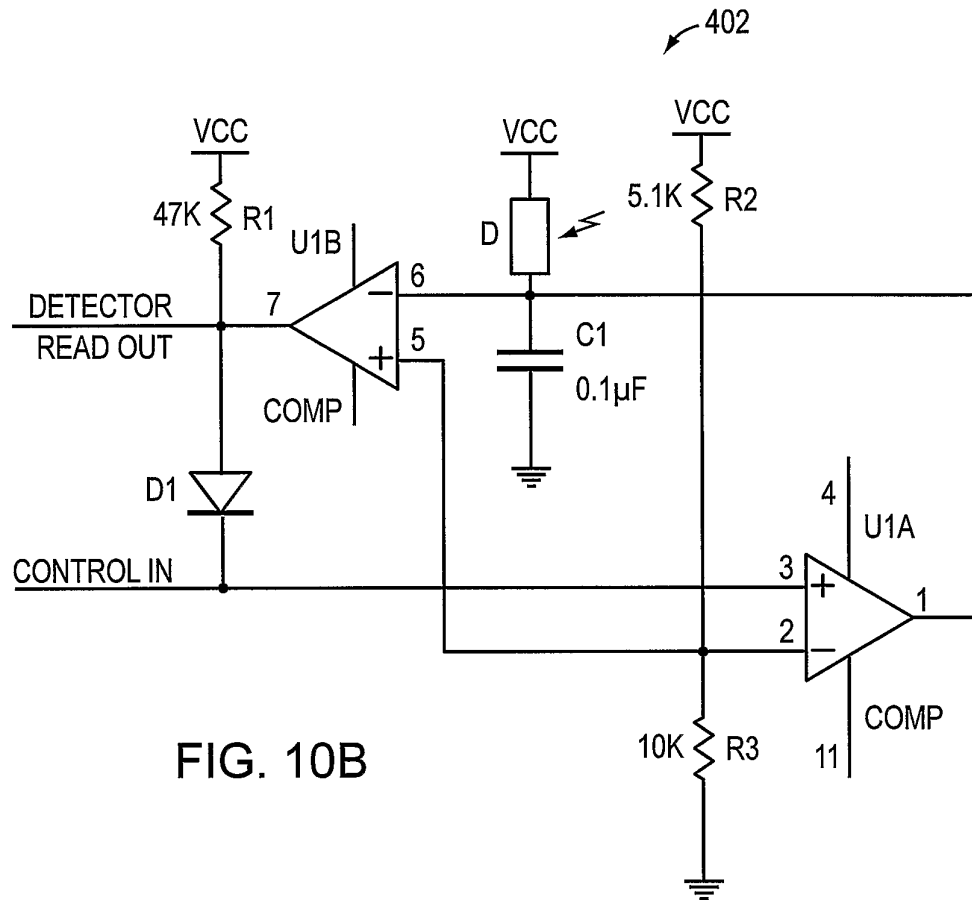 402
VCC
VCC
VCC
47K
R1
D
5.1K
R2
U1B
6
−
DETECTOR
7
READ OUT
5
+
C1
0.1µF
COMP
D1
4
U1A
CONTROL IN
3
+
1
2
−
COMP
10K
R3
11
FIG. 10B